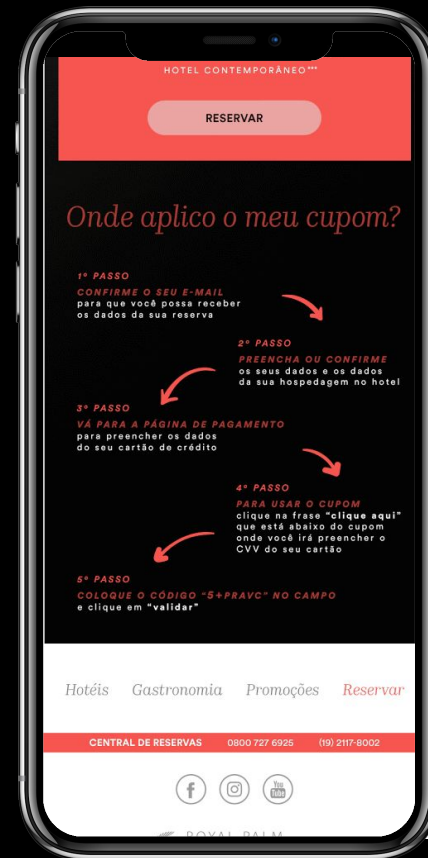 HOTEL CONTEMPORÂNEO***
RESERVAR
Onde aplico o meu cupom?
1º PASSO
CONFIRME O SEU E-MAIL
para que você possa receber
os dados da sua reserva
2º PASSO
PREENCHA OU CONFIRME
os seus dados e os dados
da sua hospedagem no hotel
3º PASSO
VÁ PARA A PÁGINA DE PAGAMENTO
para preencher os dados
do seu cartão de crédito
4º PASSO
PARA USAR O CUPOM
clique na frase “clique aqui”
que está abaixo do cupom
onde você irá preencher o
CVV do seu cartão
5º PASSO
COLOQUE O CÓDIGO “5+PRAVC” NO CAMPO
e clique em “validar”
Hotéis Gastronomia Promoções Reservar
CENTRAL DE RESERVAS 0800 727 6925 (19) 2117-8002
You Tube
ROYAL PALM